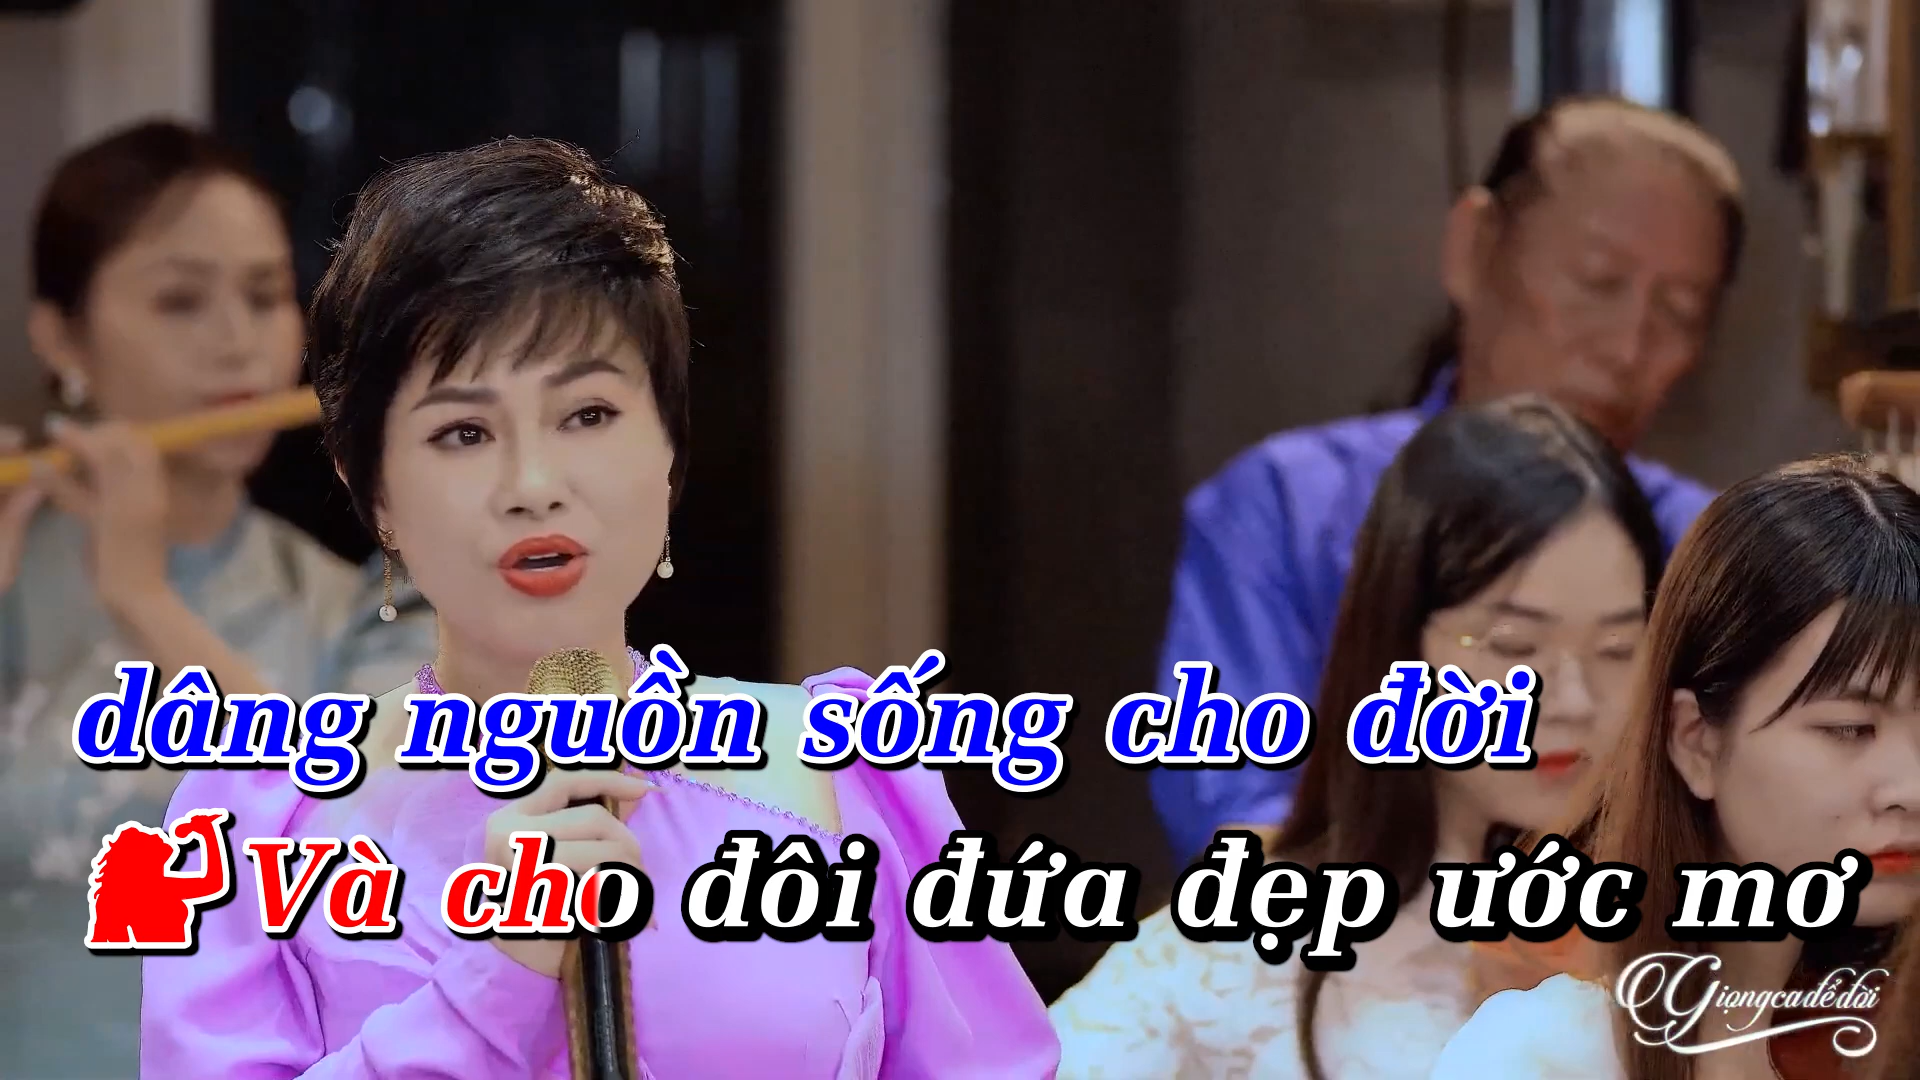 dâng nguồn sống cho đời
Và cho đôi đứa đẹp ước mơ
Giọngcađểđời